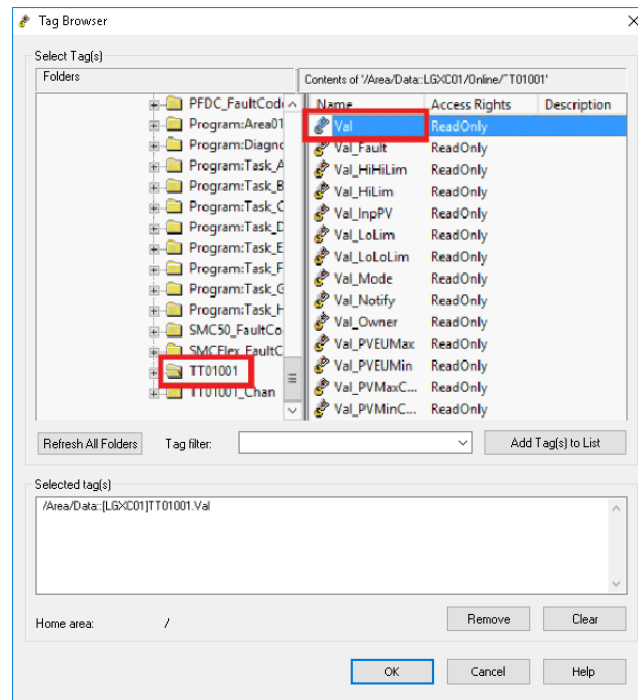 Tag Browser
Select Tag(s)
Folders
Contents of '/Area/Data::LGXC01/Online/~T01001'
PFDC_FaultCod
Program:Area01
Program:Diagno
Program:Task_A
Program:Task_B
Program:Task_C
Program:Task_D
Program:Task_E
Program:Task_F
Program:Task_G
Program:Task_H
SMC50_FaultCo
SMCFlex_FaultC
TT01001
TT01001_Chan
Name Access Rights Description
Val ReadOnly
Val_Fault ReadOnly
Val_HiHiLim ReadOnly
Val_HiLim ReadOnly
Val_InpPV ReadOnly
Val_LoLim ReadOnly
Val_LoLoLim ReadOnly
Val_Mode ReadOnly
Val_Notify ReadOnly
Val_Owner ReadOnly
Val_PVEUMax ReadOnly
Val_PVEUMin ReadOnly
Val_PVMaxC... ReadOnly
Val_PVMinC... ReadOnly
Refresh All Folders Tag filter: Add Tag(s) to List
Selected tag(s)
/Area/Data::[LGXC01]TT01001.Val
Home area: /
Remove Clear
OK Cancel Help